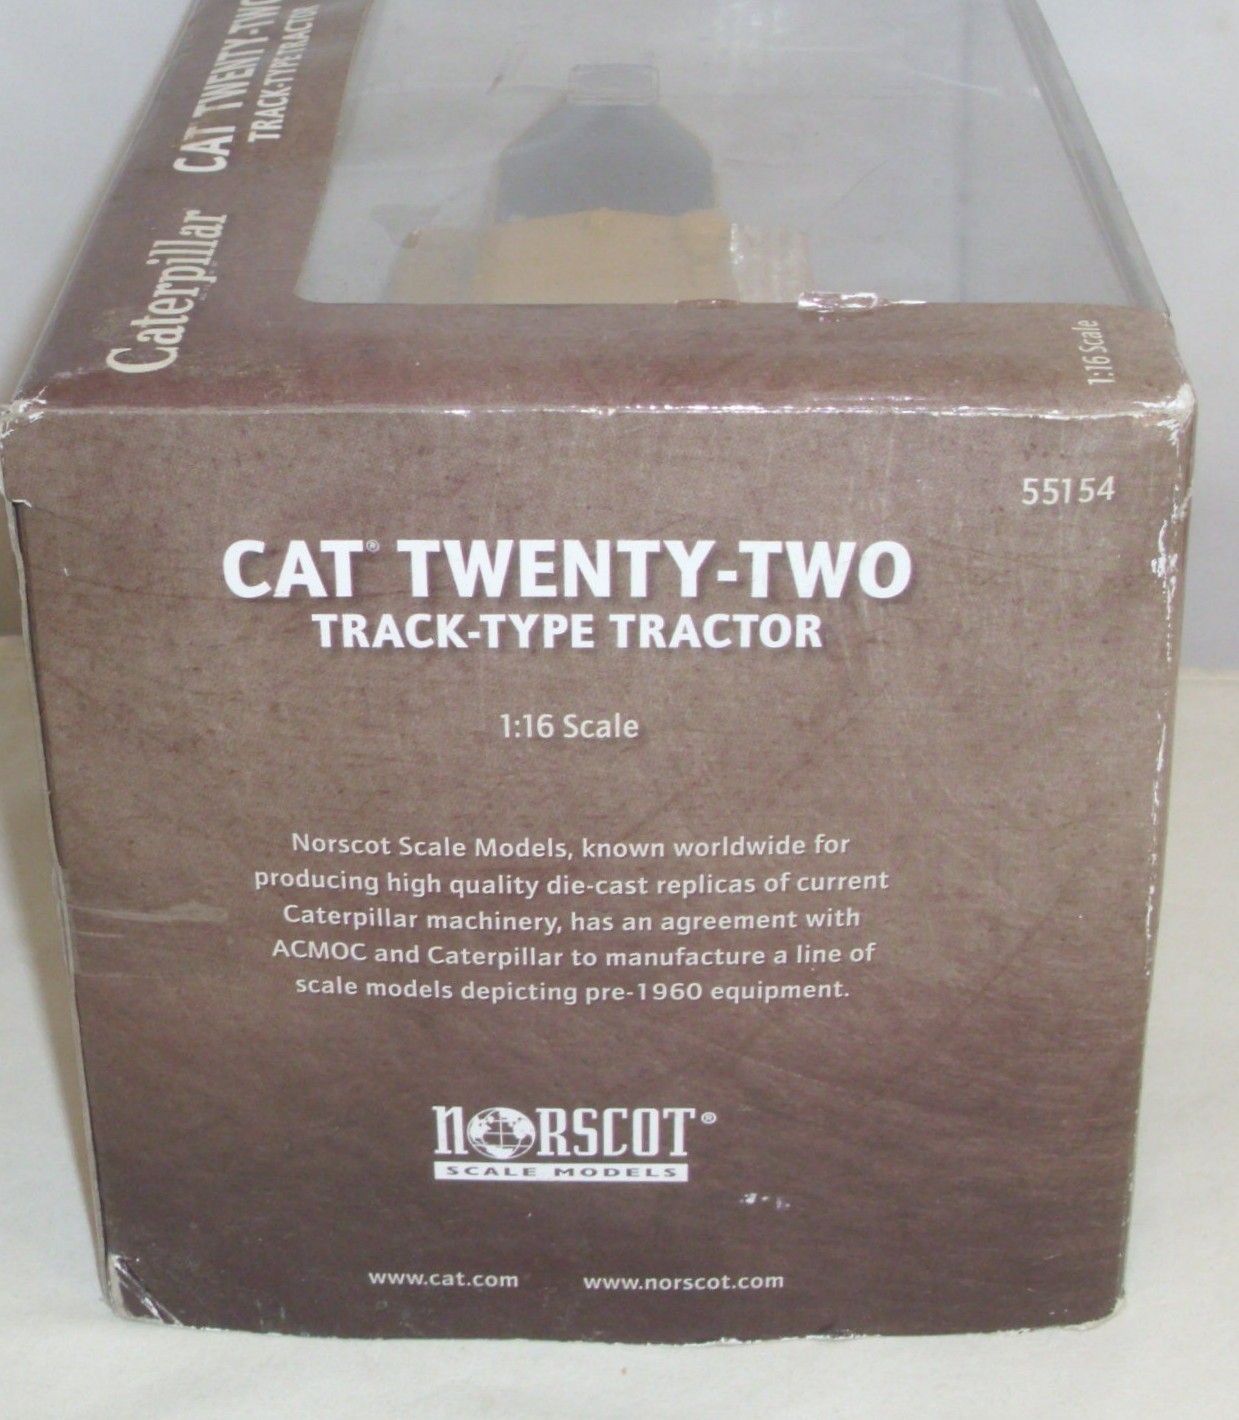 Caterpillar CAT TWENTY-TWO
TRACK-TYPE TRACTOR
1:16 Scale
55154
CAT® TWENTY-TWO
TRACK-TYPE TRACTOR
1:16 Scale
Norscot Scale Models, known worldwide for
producing high quality die-cast replicas of current
Caterpillar machinery, has an agreement with
ACMOC and Caterpillar to manufacture a line of
scale models depicting pre-1960 equipment.
NORSCOT®
SCALE MODELS
www.cat.com www.norscot.com